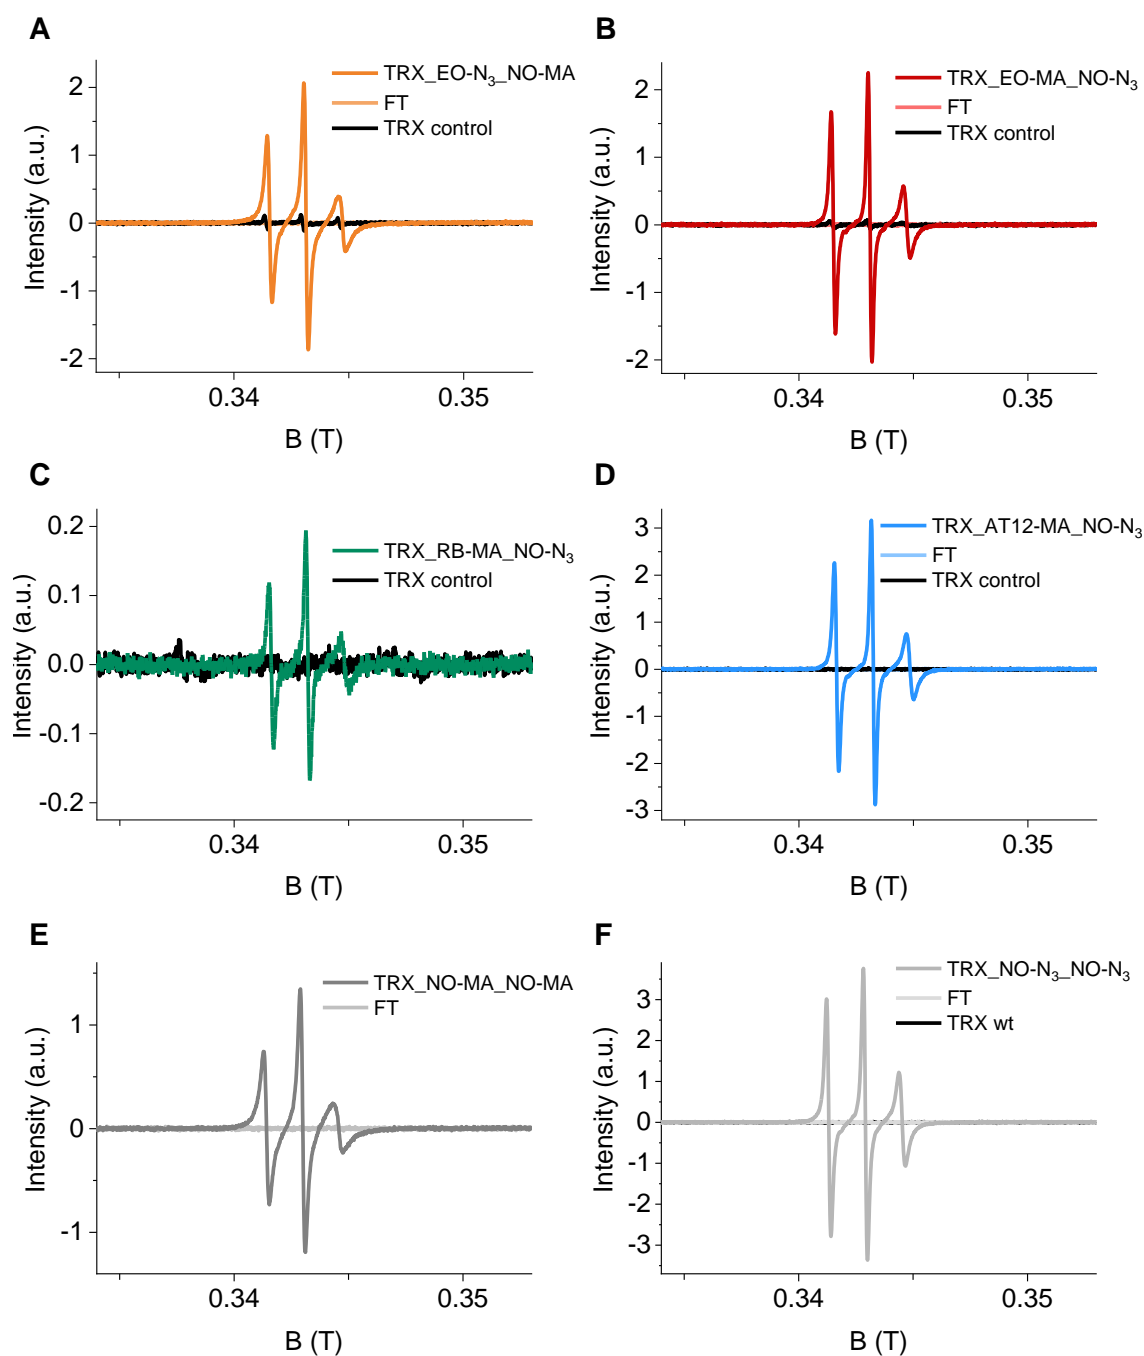 A
TRX_EO-N₃_NO-MA
FT
TRX control
Intensity (a.u.)
2
1
0
-1
-2
0.34
0.35
B (T)
B
TRX_EO-MA_NO-N₃
FT
TRX control
Intensity (a.u.)
2
1
0
-1
-2
0.34
0.35
B (T)
C
TRX_RB-MA_NO-N₃
TRX control
Intensity (a.u.)
0.2
0.1
0.0
-0.1
-0.2
0.34
0.35
B (T)
D
TRX_AT12-MA_NO-N₃
FT
TRX control
Intensity (a.u.)
3
2
1
0
-1
-2
-3
0.34
0.35
B (T)
E
TRX_NO-MA_NO-MA
FT
Intensity (a.u.)
1
0
-1
0.34
0.35
B (T)
F
TRX_NO-N₃_NO-N₃
FT
TRX wt
Intensity (a.u.)
3
2
1
0
-1
-2
-3
0.34
0.35
B (T)